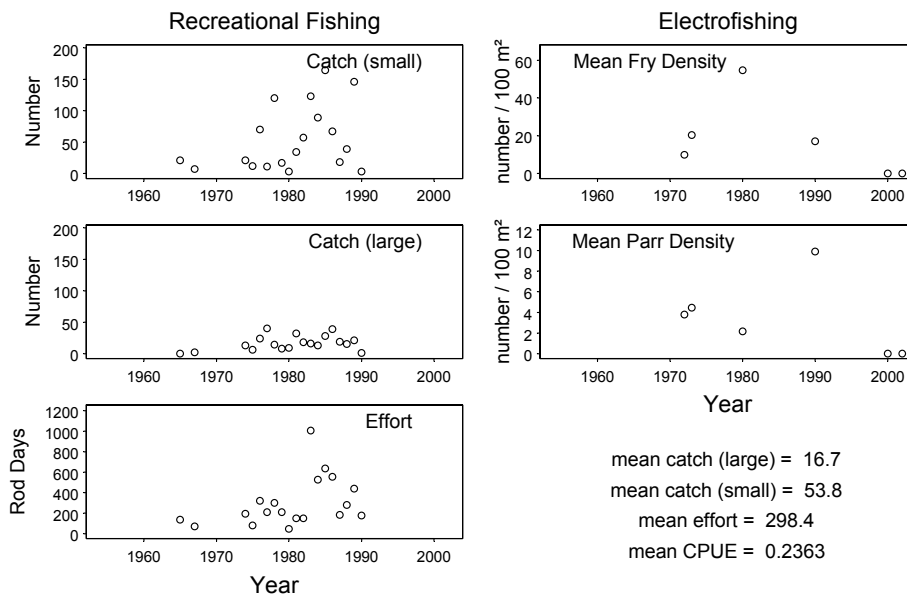 Recreational Fishing
Catch (small)
Number
200
150
100
50
0
1960 1970 1980 1990 2000
Catch (large)
Number
200
150
100
50
0
1960 1970 1980 1990 2000
Effort
Rod Days
1200
1000
800
600
400
200
0
1960 1970 1980 1990 2000
Year
Electrofishing
Mean Fry Density
number / 100 m²
60
40
20
0
1960 1970 1980 1990 2000
Mean Parr Density
number / 100 m²
12
10
8
6
4
2
0
1960 1970 1980 1990 2000
Year
mean catch (large) = 16.7
mean catch (small) = 53.8
mean effort = 298.4
mean CPUE = 0.2363